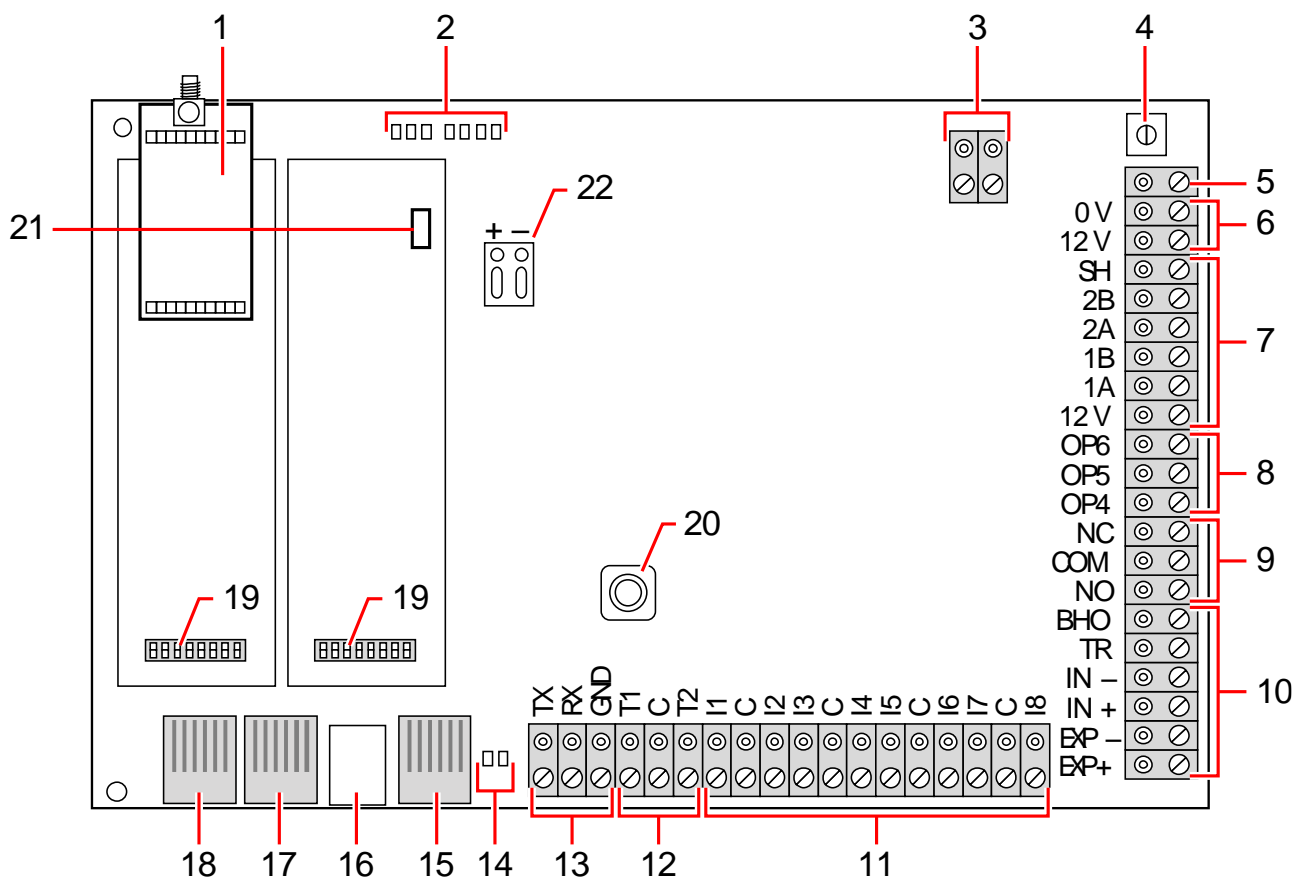 1 2 3 4
5
21
22
+ –
0 V
6
12 V
SH
2B
2A
7
1B
1A
12 V
OP6
OP5
8
OP4
NC
20
COM
9
NO
19 19
BHO
TR
IN –
10
IN +
EXP –
EXP+
TX RX GND T1 C T2 I1 C I2 I3 C I4 I5 C I6 I7 C I8
18 17 16 15 14 13 12 11